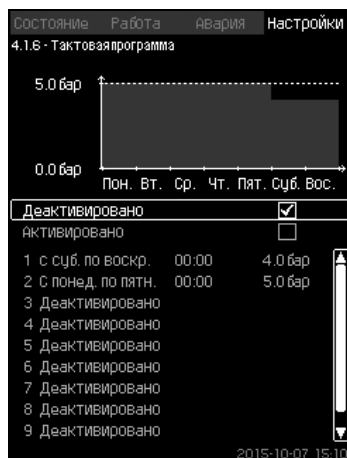 Состояние Работа Авария Настройки
4.1.6 - Тактоваяпрограмма
5.0 бар
0.0 бар
Пон. Вт. Ср. Чт. Пят. Суб. Вос.
Деактивировано
Активировано
1 с суб. по воскр. 00:00 4.0 бар
2 С понед. по пятн. 00:00 5.0 бар
3 Деактивировано
4 Деактивировано
5 Деактивировано
6 Деактивировано
7 Деактивировано
8 Деактивировано
9 Деактивировано
2015-10-07 15:10